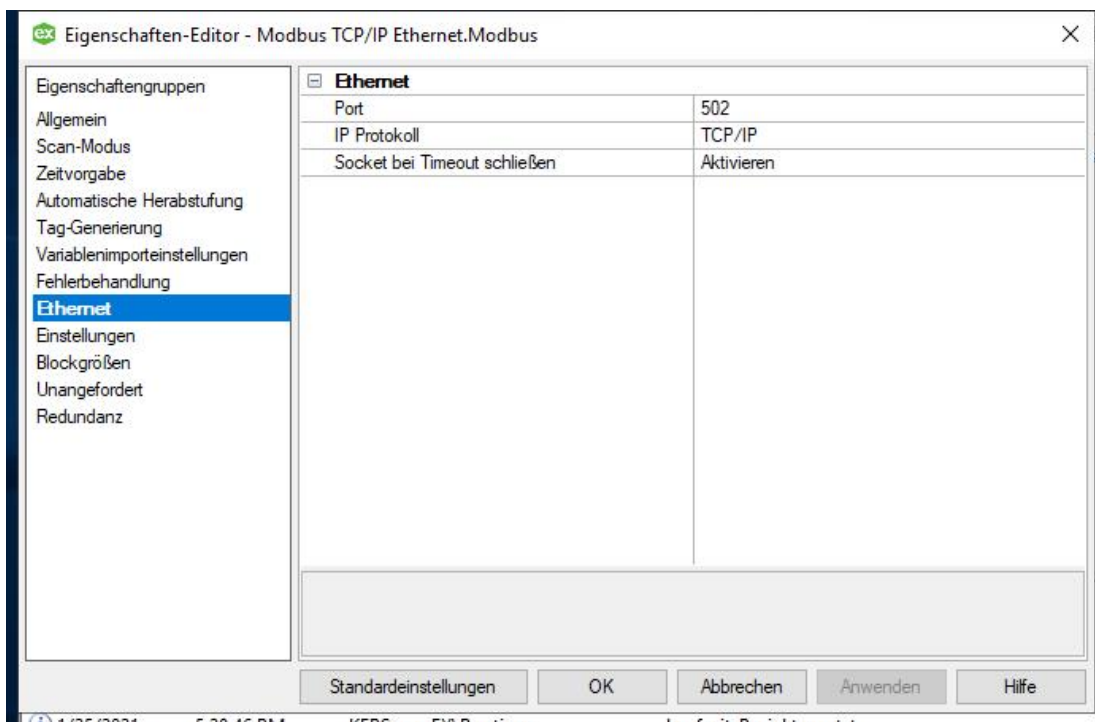 ex Eigenschaften-Editor - Modbus TCP/IP Ethernet.Modbus
Eigenschaftengruppen
Allgemein
Scan-Modus
Zeitvorgabe
Automatische Herabstufung
Tag-Generierung
Variablenimporteinstellungen
Fehlerbehandlung
Ethernet
Einstellungen
Blockgrößen
Unangefordert
Redundanz
Ethernet
Port 502
IP Protokoll TCP/IP
Socket bei Timeout schließen Aktivieren
Standardeinstellungen OK Abbrechen Anwenden Hilfe